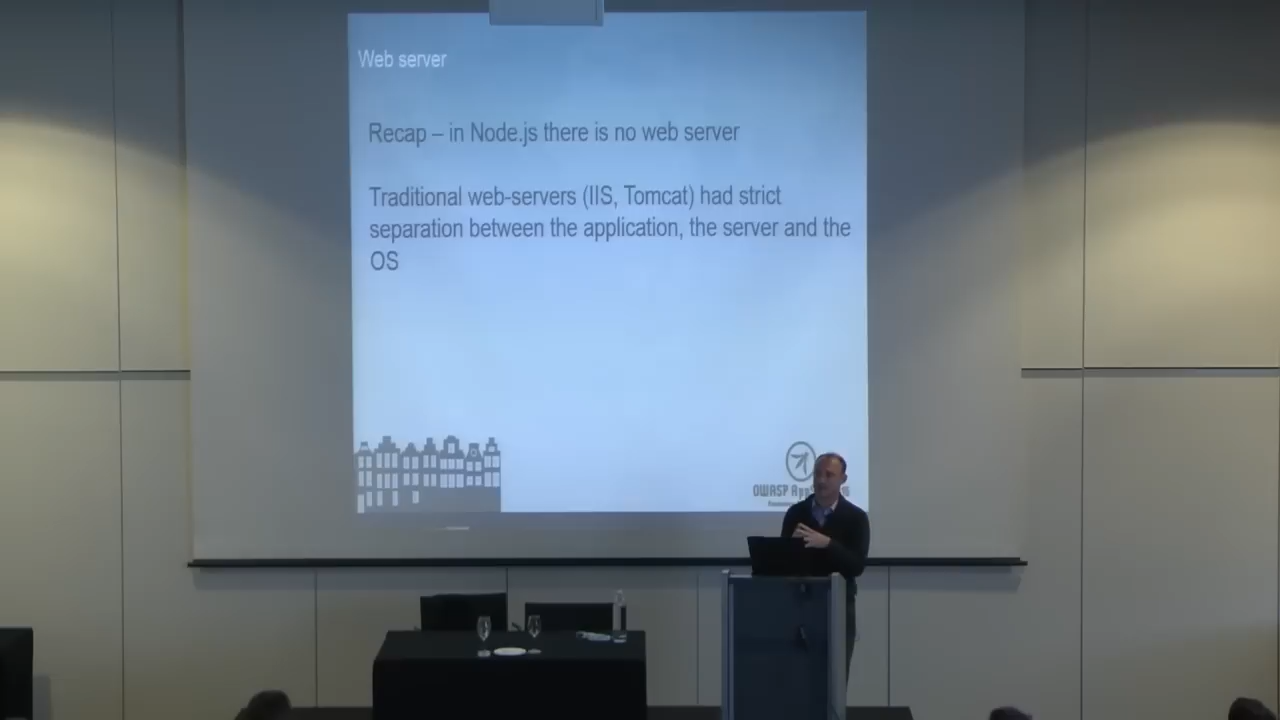 Web server
Recap – in Node.js there is no web server
Traditional web-servers (IIS, Tomcat) had strict
separation between the application, the server and the
OS
OWASP